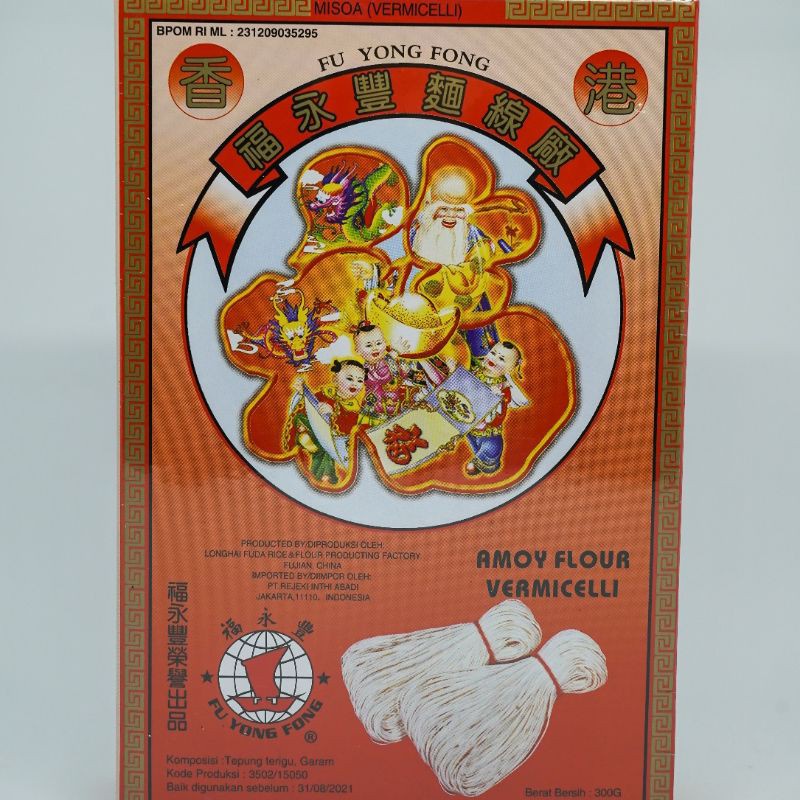 MISOA (VERMICELLI)
BPOM RI ML : 231209035295
FU YONG FONG
香 港
福永豐麵線廠
發
PRODUCED BY/DIPRODUKSI OLEH:
LONGHAI FUDA RICE & FLOUR PRODUCTING FACTORY
FUJIAN, CHINA
IMPORTED BY/DIIMPOR OLEH:
PT.REJEKI INTHI ABADI
JAKARTA,11110, INDONESIA
AMOY FLOUR
VERMICELLI
福永豐榮譽出品
福永豐
FU YONG FONG
®
Komposisi : Tepung terigu, Garam
Kode Produksi : 3502/15050
Baik digunakan sebelum : 31/08/2021
Berat Bersih : 300G